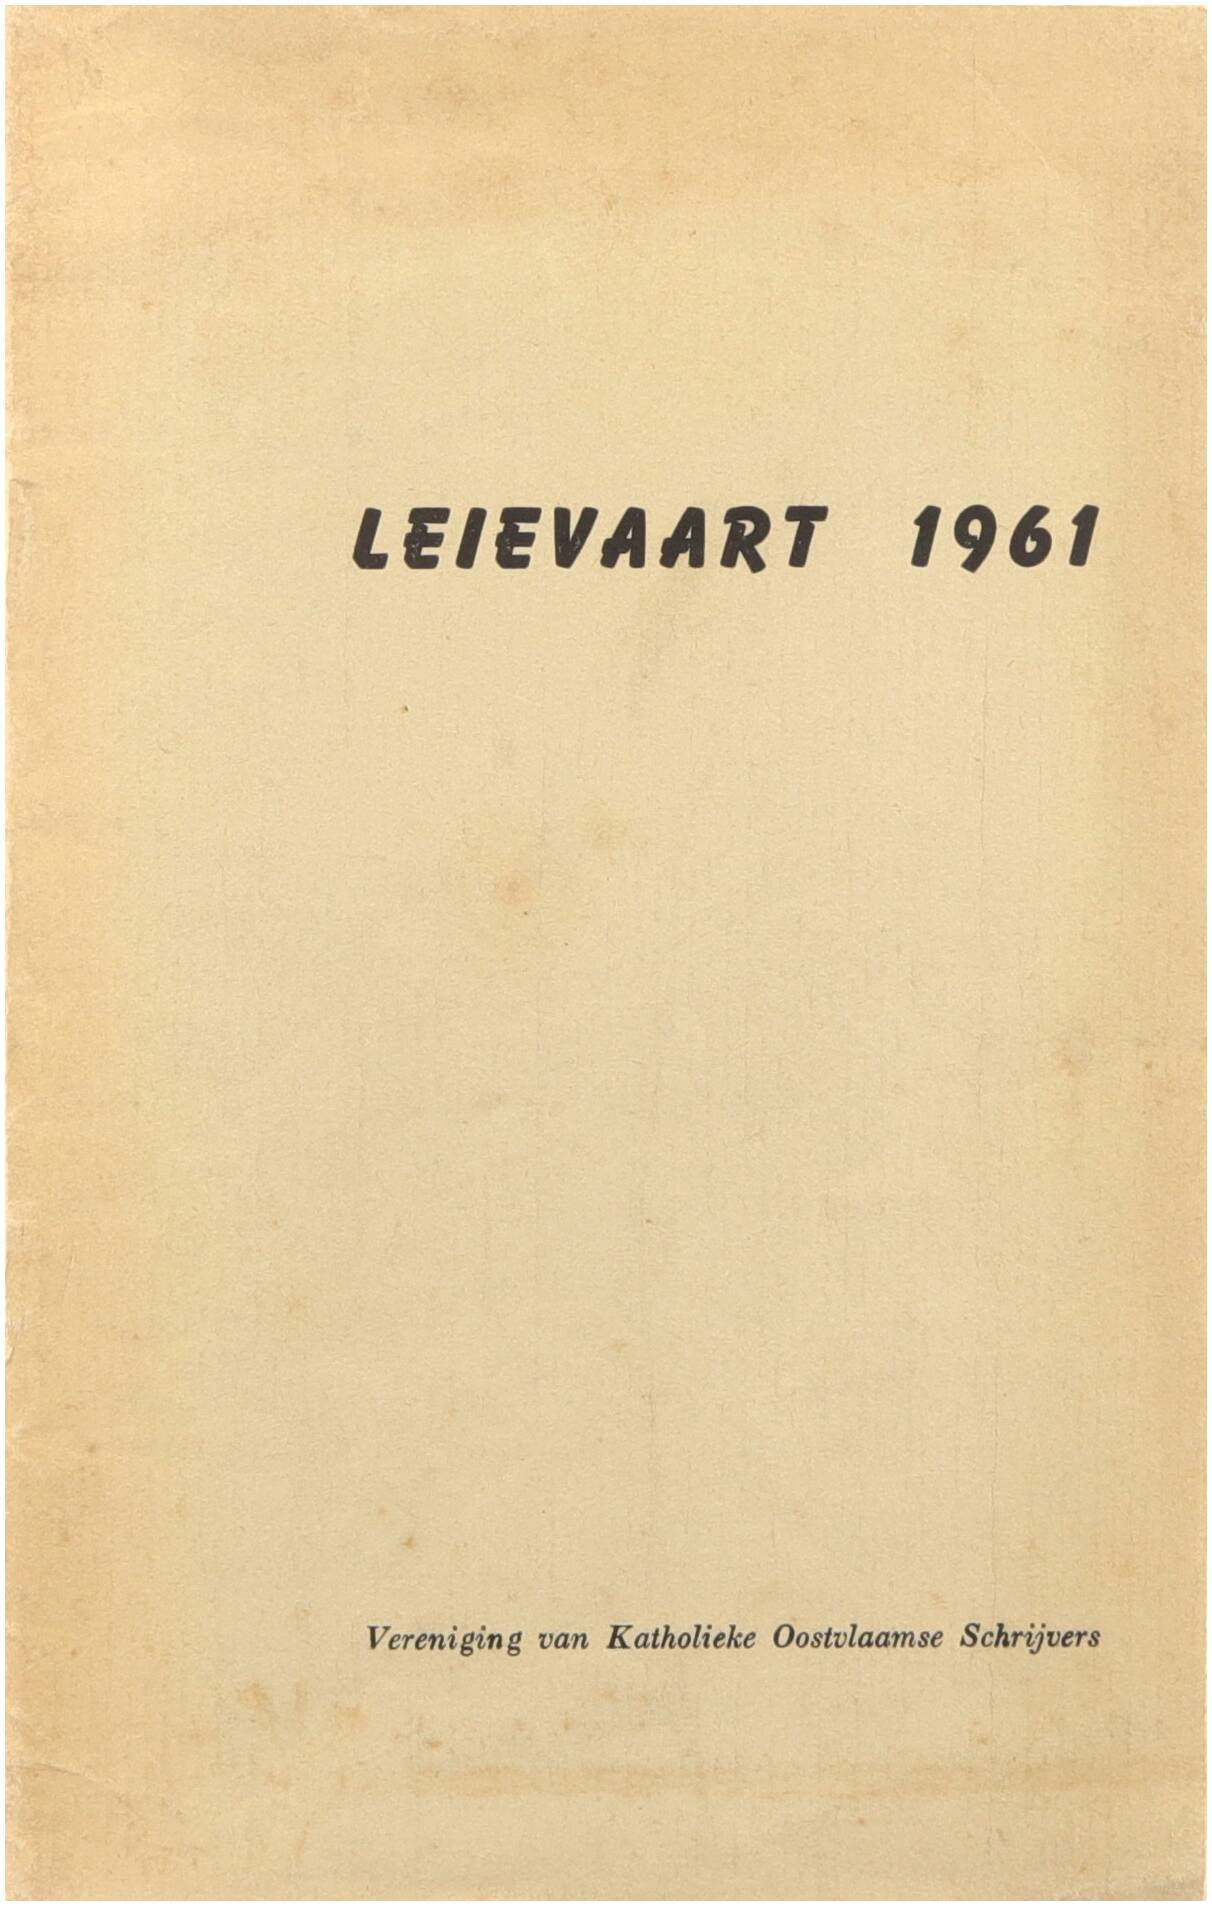 LEIEVAART 1961
Vereniging van Katholieke Oostvlaamse Schrijvers